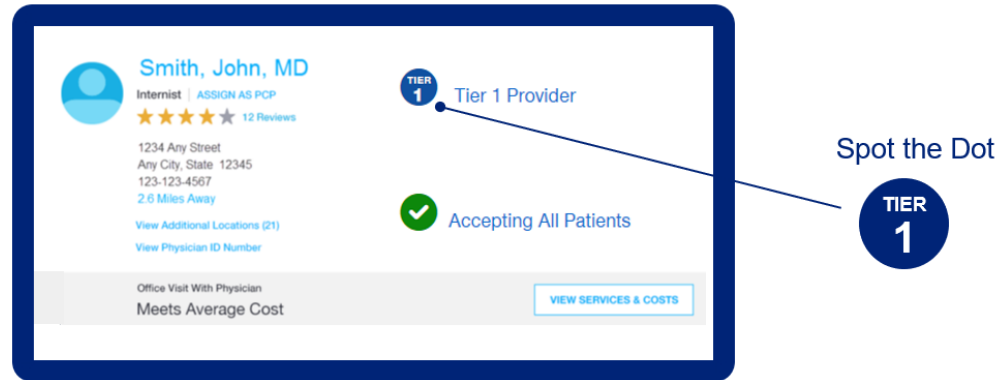 Smith, John, MD
Internist | ASSIGN AS PCP
12 Reviews
1234 Any Street
Any City, State 12345
123-123-4567
2.6 Miles Away
View Additional Locations (21)
View Physician ID Number
TIER
1
Tier 1 Provider
Accepting All Patients
Office Visit With Physician
Meets Average Cost
VIEW SERVICES & COSTS
Spot the Dot
TIER
1